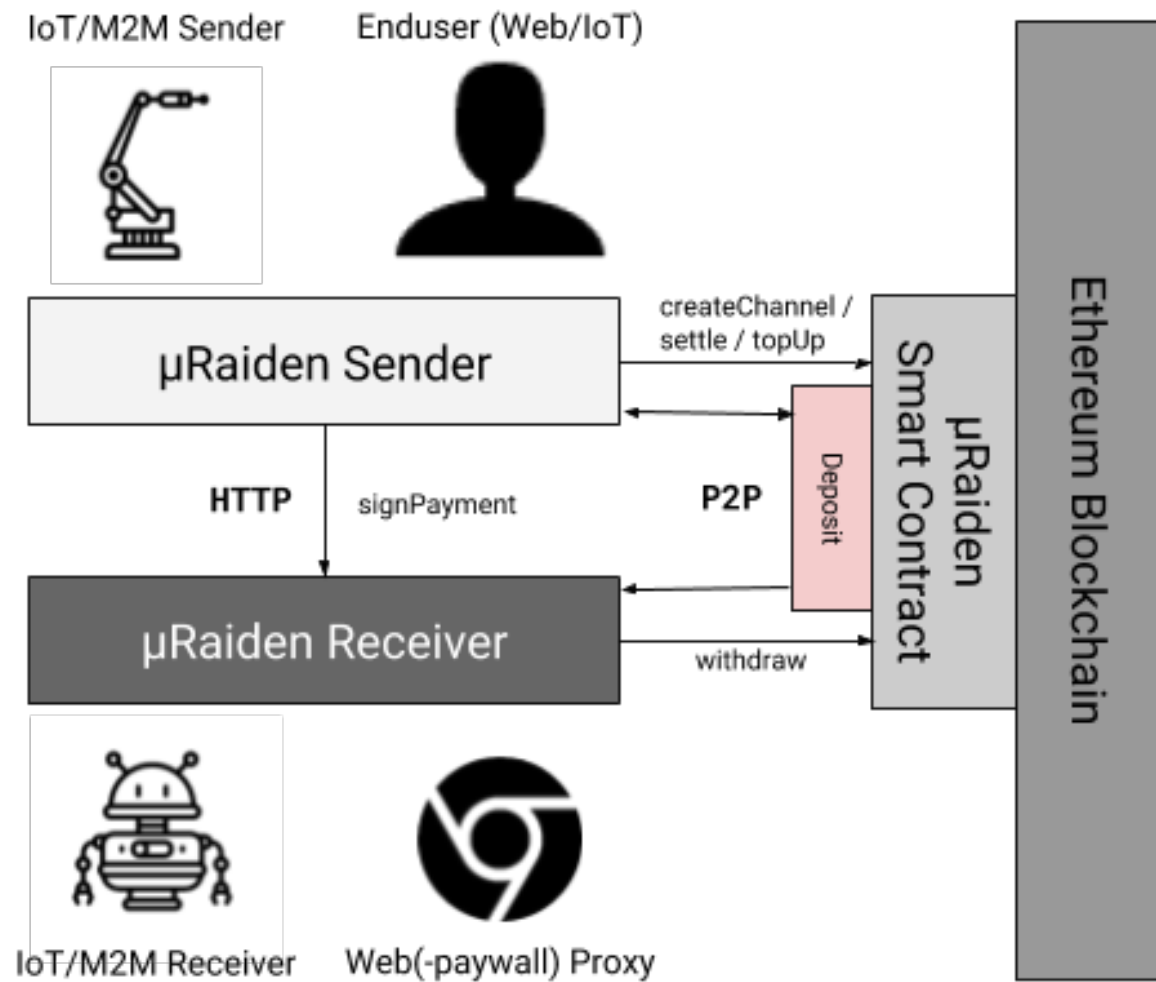 IoT/M2M Sender
Enduser (Web/IoT)
µRaiden Sender
createChannel /
settle / topUp
HTTP
signPayment
P2P
Deposit
µRaiden
Smart Contract
Ethereum Blockchain
µRaiden Receiver
withdraw
IoT/M2M Receiver
Web(-paywall) Proxy